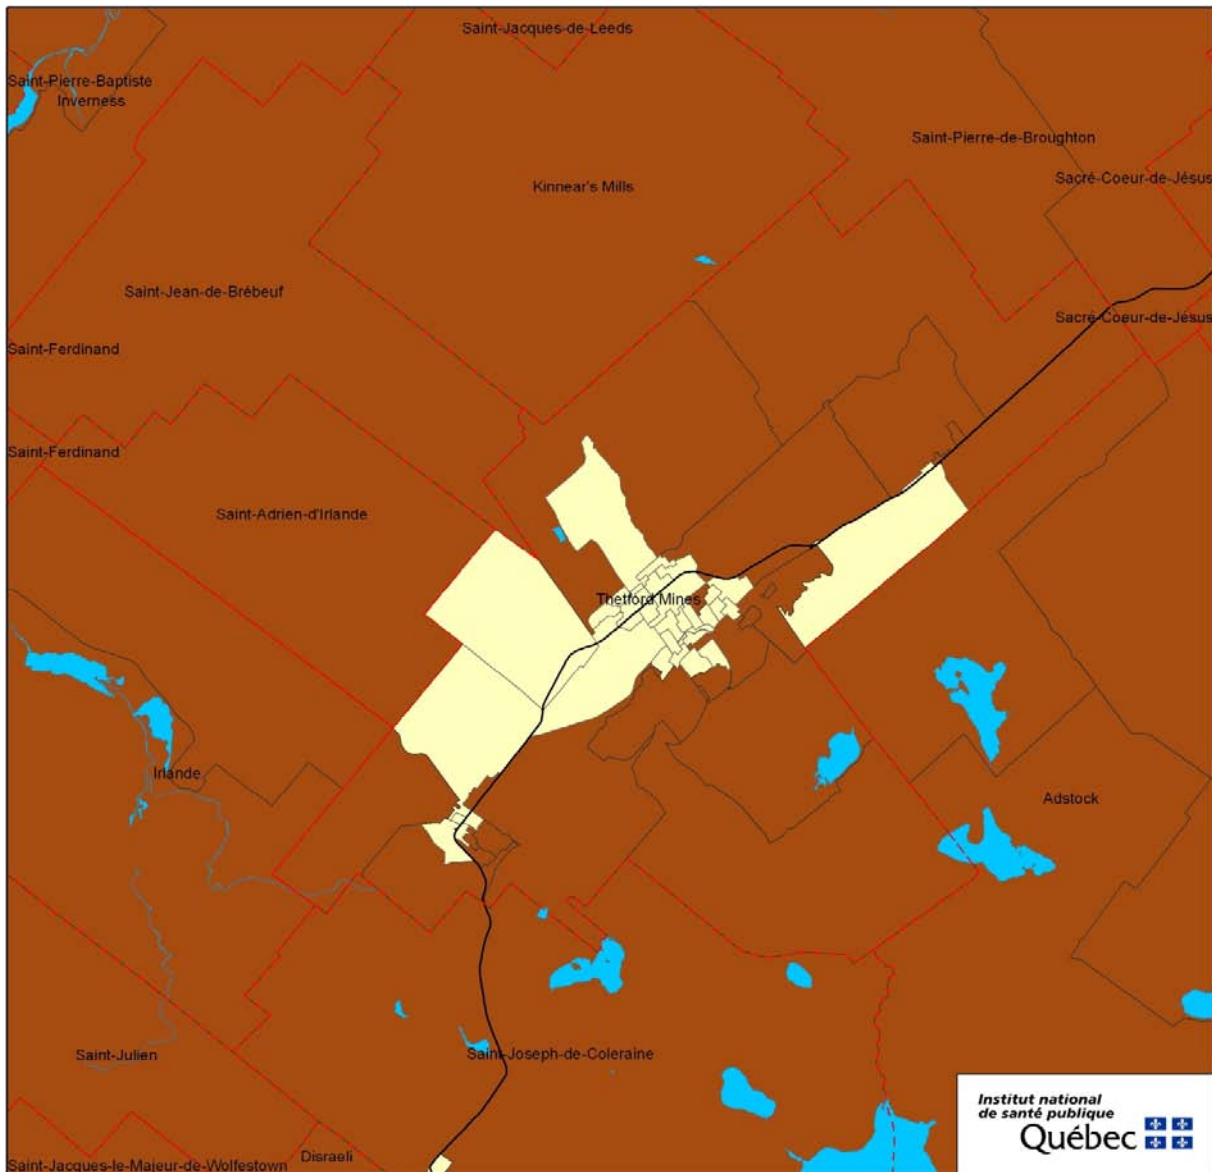 Saint-Jacques-de-Leeds
Saint-Pierre-Baptiste
Inverness
Saint-Pierre-de-Broughton
Sacré-Coeur-de-Jésus
Kinnear's Mills
Saint-Jean-de-Brébeuf
Sacré-Coeur-de-Jésus
Saint-Ferdinand
Saint-Ferdinand
Saint-Adrien-d'Irlande
Thetford Mines
Irlande
Adstock
Saint-Julien
Saint-Joseph-de-Coleraine
Disraeli
Saint-Jacques-le-Majeur-de-Wolfestown
Institut national
de santé publique
Québec